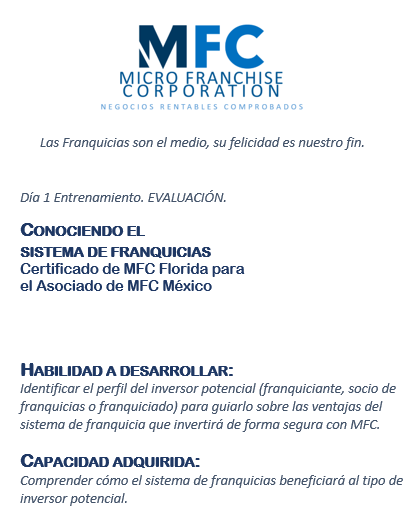 MFC
MICRO FRANCHISE
CORPORATION
NEGOCIOS RENTABLES COMPROBADOS
Las Franquicias son el medio, su felicidad es nuestro fin.
Día 1 Entrenamiento. EVALUACIÓN.
CONOCIENDO EL
SISTEMA DE FRANQUICIAS
Certificado de MFC Florida para
el Asociado de MFC México
HABILIDAD A DESARROLLAR:
Identificar el perfil del inversor potencial (franquiciante, socio de
franquicias o franquiciado) para guiarlo sobre las ventajas del
sistema de franquicia que invertirá de forma segura con MFC.
CAPACIDAD ADQUIRIDA:
Comprender cómo el sistema de franquicias beneficiará al tipo de
inversor potencial.